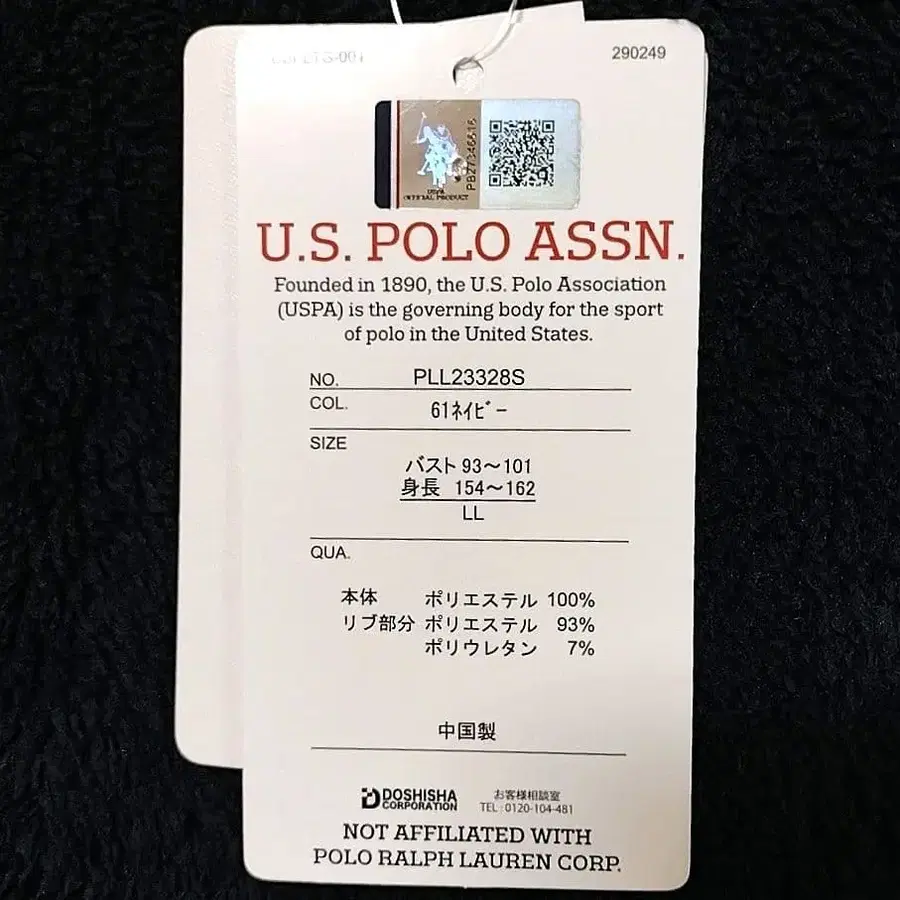 290249
PB27346616
USPA
OFFICIAL PRODUCT
U.S. POLO ASSN.
Founded in 1890, the U.S. Polo Association
(USPA) is the governing body for the sport
of polo in the United States.
NO. PLL23328S
COL. 61ネイビー
SIZE
バスト 93〜101
身長 154〜162
LL
QUA.
本体 ポリエステル 100%
リブ部分 ポリエステル 93%
ポリウレタン 7%
中国製
DOSHISHA
CORPORATION
お客様相談室
TEL : 0120-104-481
NOT AFFILIATED WITH
POLO RALPH LAUREN CORP.